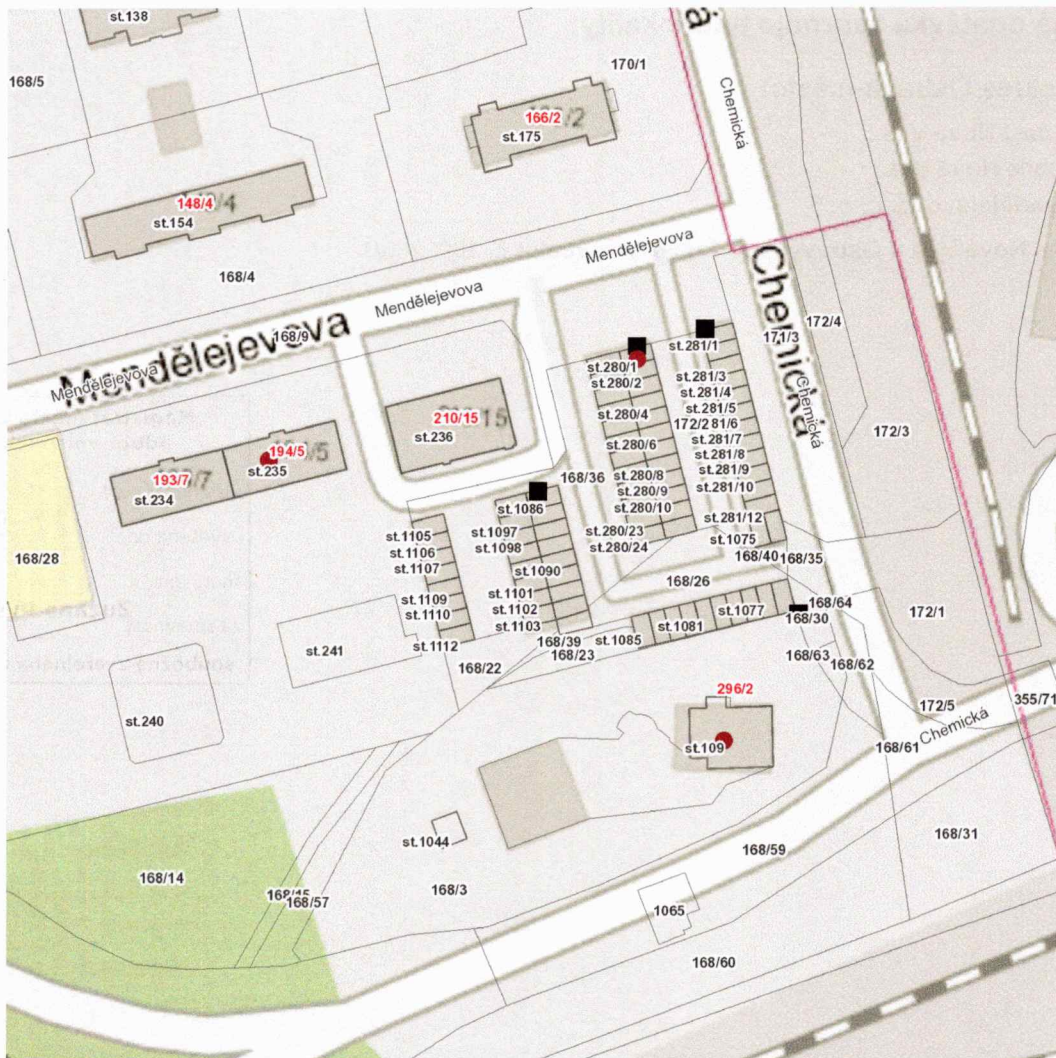 st.138
168/5
170/1
Chemická
166/2
st.175
148/4
st.154
168/4
Mendělejevova
Mendělejevova
Mendělejevova
168/9
Mendělejevova
Chemická
172/4
171/3
Chemická
172/3
st.281/1
st.280/1
st.280/2
st.281/3
st.281/4
st.281/5
st.280/4
172/2
81/6
st.281/7
st.280/6
st.281/8
st.281/9
st.280/8
st.280/9
st.281/10
st.280/10
st.281/12
st.280/23
st.1075
st.280/24
168/40
168/35
210/15
st.236
194/5
st.235
193/7
st.234
168/28
168/36
st.1086
st.1105
st.1097
st.1106
st.1098
st.1107
st.1090
st.1109
st.1101
st.1110
st.1102
st.1103
st.1112
168/39
168/23
168/22
168/26
st.1077
st.1081
st.1085
168/64
168/30
168/63
168/62
172/1
st.241
st.240
296/2
st.109
172/5
355/71
Chemická
168/61
st.1044
168/59
168/31
168/14
168/15
168/57
168/3
1065
168/60